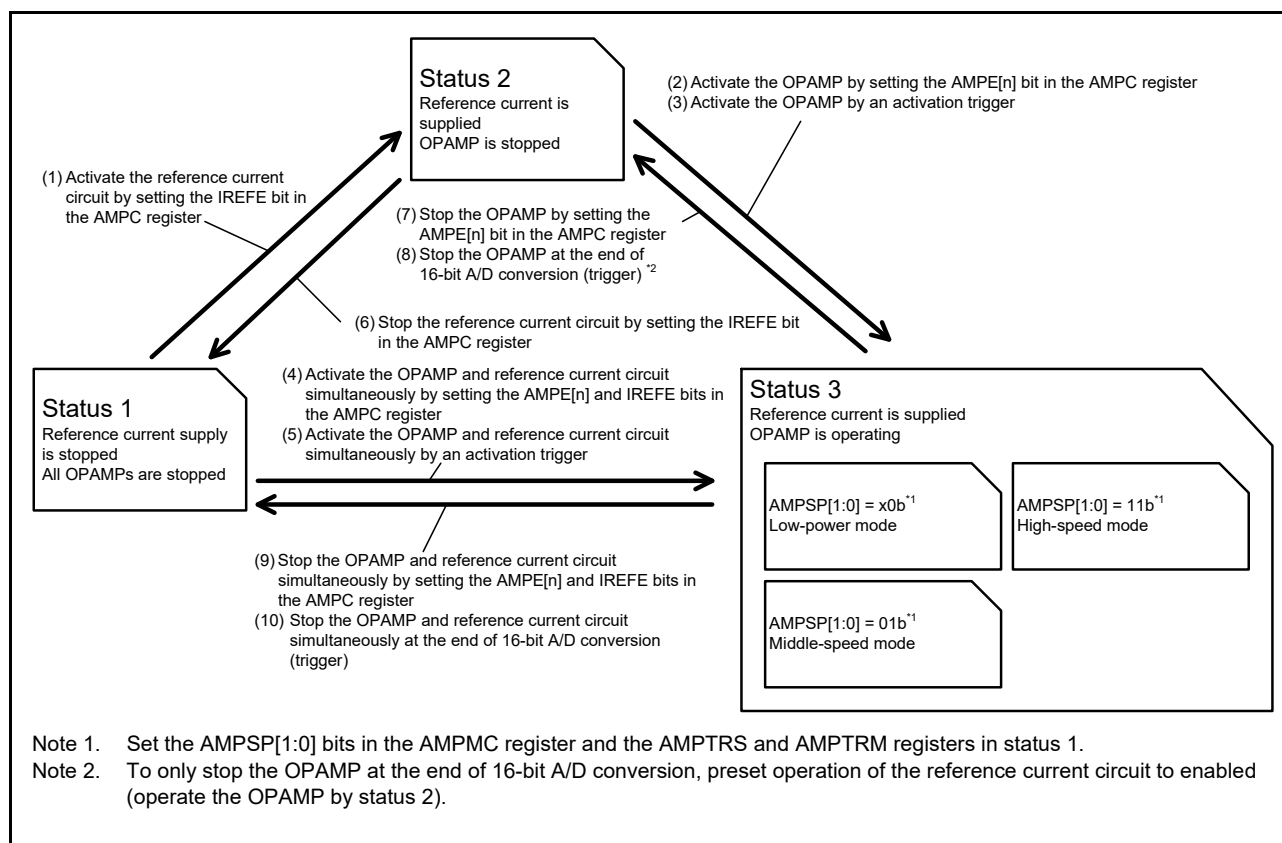 Status 2
Reference current is
supplied
OPAMP is stopped
(2) Activate the OPAMP by setting the AMPE[n] bit in the AMPC register
(3) Activate the OPAMP by an activation trigger
(1) Activate the reference current
circuit by setting the IREFE bit in
the AMPC register
(7) Stop the OPAMP by setting the
AMPE[n] bit in the AMPC register
(8) Stop the OPAMP at the end of
16-bit A/D conversion (trigger) *2
(6) Stop the reference current circuit by setting the IREFE bit
in the AMPC register
Status 1
Reference current supply
is stopped
All OPAMPs are stopped
(4) Activate the OPAMP and reference current circuit
simultaneously by setting the AMPE[n] and IREFE bits in
the AMPC register
(5) Activate the OPAMP and reference current circuit
simultaneously by an activation trigger
(9) Stop the OPAMP and reference current circuit
simultaneously by setting the AMPE[n] and IREFE bits in
the AMPC register
(10) Stop the OPAMP and reference current circuit
simultaneously at the end of 16-bit A/D conversion
(trigger)
Status 3
Reference current is supplied
OPAMP is operating
AMPSP[1:0] = x0b*1
Low-power mode
AMPSP[1:0] = 11b*1
High-speed mode
AMPSP[1:0] = 01b*1
Middle-speed mode
Note 1. Set the AMPSP[1:0] bits in the AMPMC register and the AMPTRS and AMPTRM registers in status 1.
Note 2. To only stop the OPAMP at the end of 16-bit A/D conversion, preset operation of the reference current circuit to enabled
(operate the OPAMP by status 2).